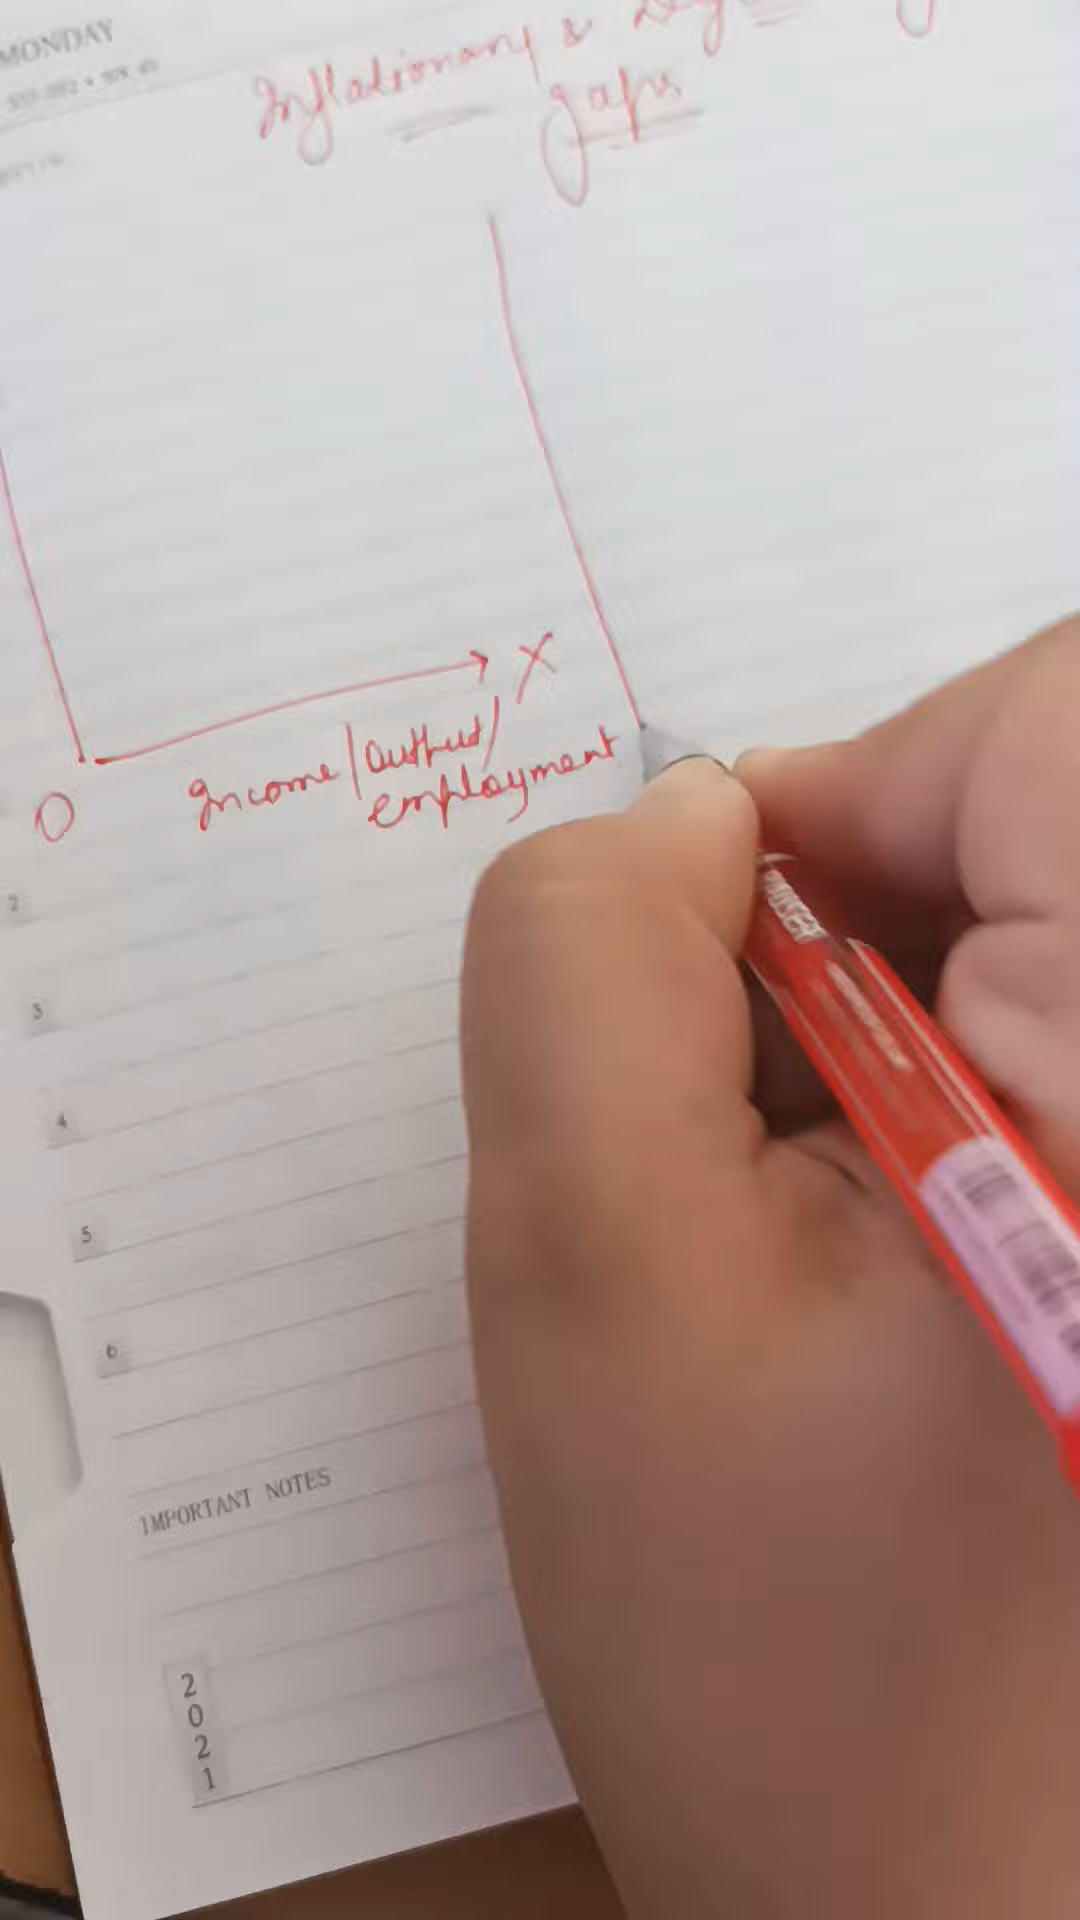 MONDAY
Inflationary &
gaps
X
Income/output/
employment
O
2
3
4
5
6
IMPORTANT NOTES
2
0
2
1